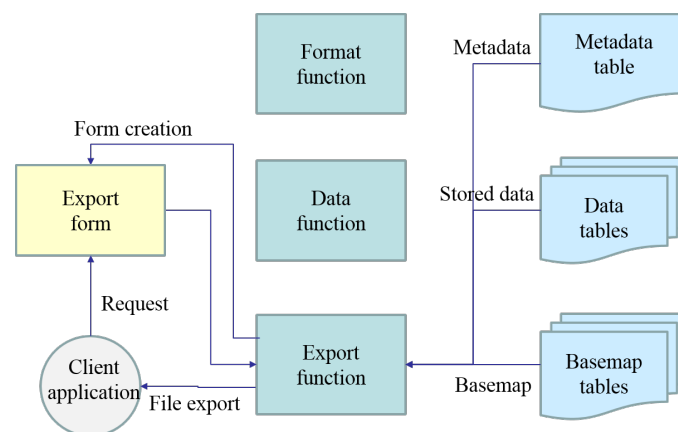 Format
function
Metadata
Metadata
table
Form creation
Export
form
Data
function
Stored data
Data
tables
Request
Client
application
File export
Export
function
Basemap
Basemap
tables